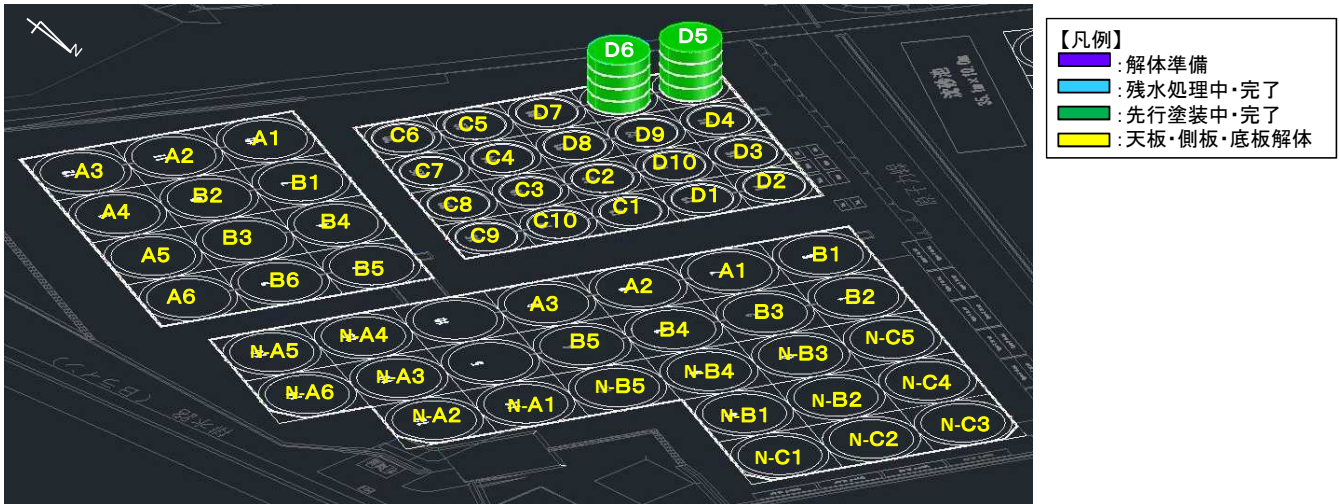 N
D6
D5
C6
C5
D7
D9
D4
C7
C4
D8
D10
D3
C8
C3
C2
D1
D2
C9
C10
C1
A3
A2
A1
A4
B2
B1
A5
B3
B4
A6
B6
B5
N-A5
N-A4
A3
A2
A1
B1
N-A6
N-A3
B5
B4
B3
B2
N-A2
N-A1
N-B5
N-B4
N-B3
N-C5
N-B1
N-B2
N-C4
N-C1
N-C2
N-C3
【凡例】
:解体準備
:残水処理中・完了
:先行塗装中・完了
:天板・側板・底板解体